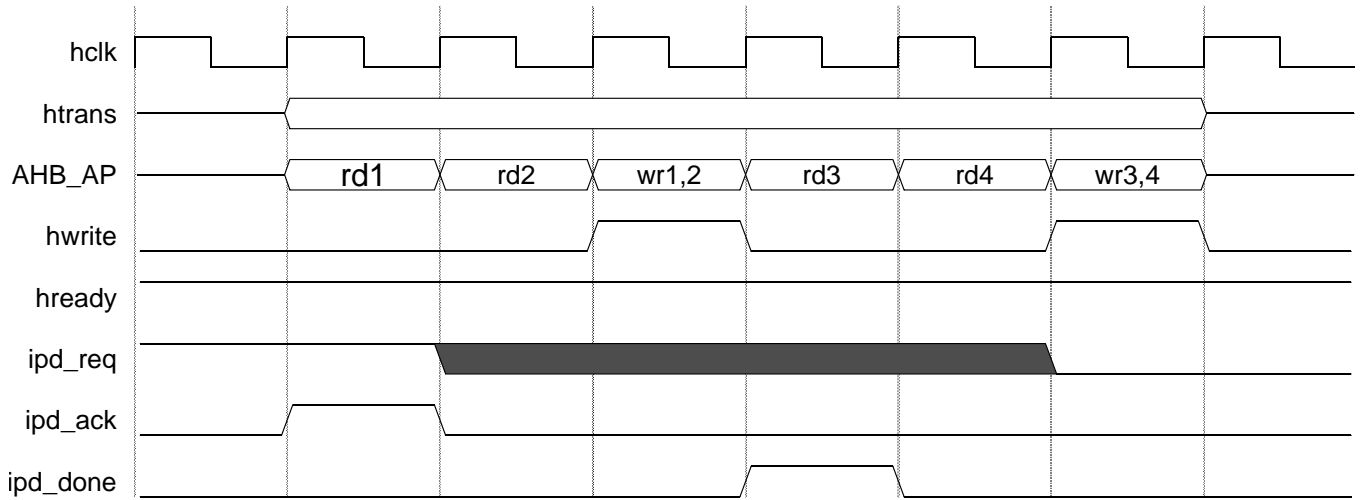 hclk
htrans
AHB_AP rd1 rd2 wr1,2 rd3 rd4 wr3,4
hwrite
hready
ipd_req
ipd_ack
ipd_done